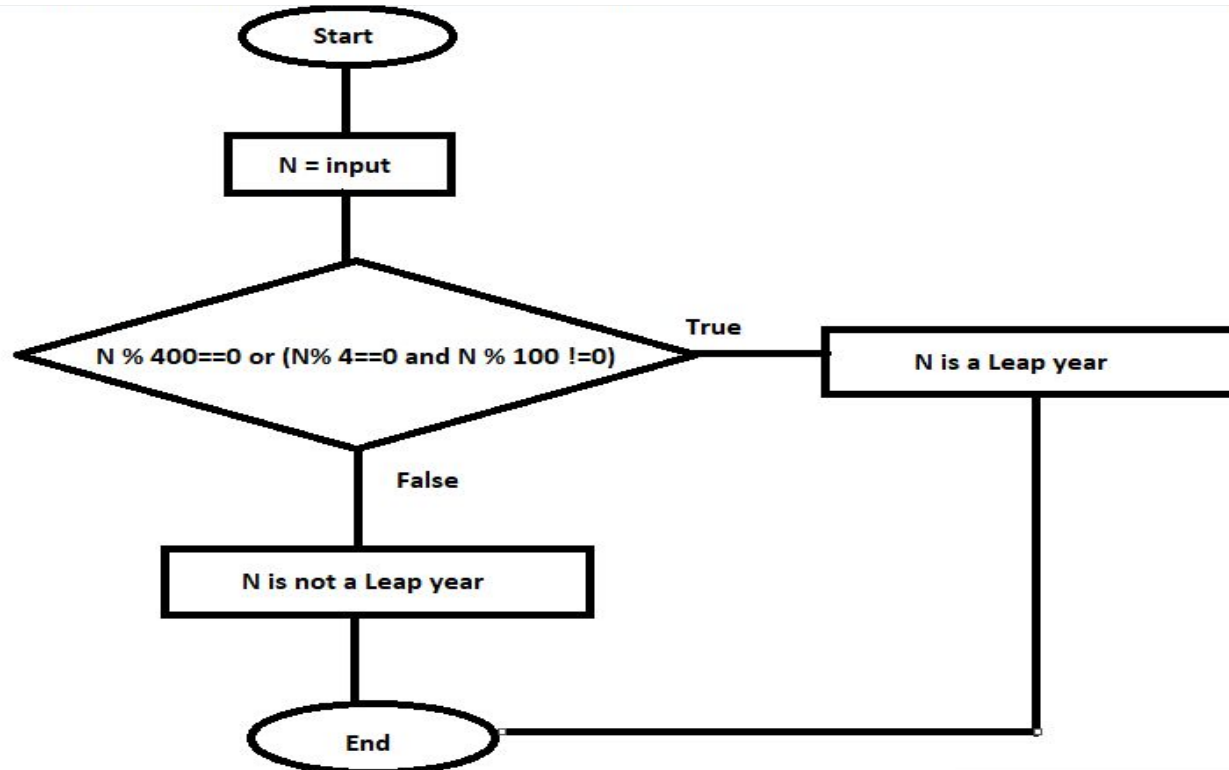 Start
N = input
N % 400==0 or (N% 4==0 and N % 100 !=0)
True
N is a Leap year
False
N is not a Leap year
End